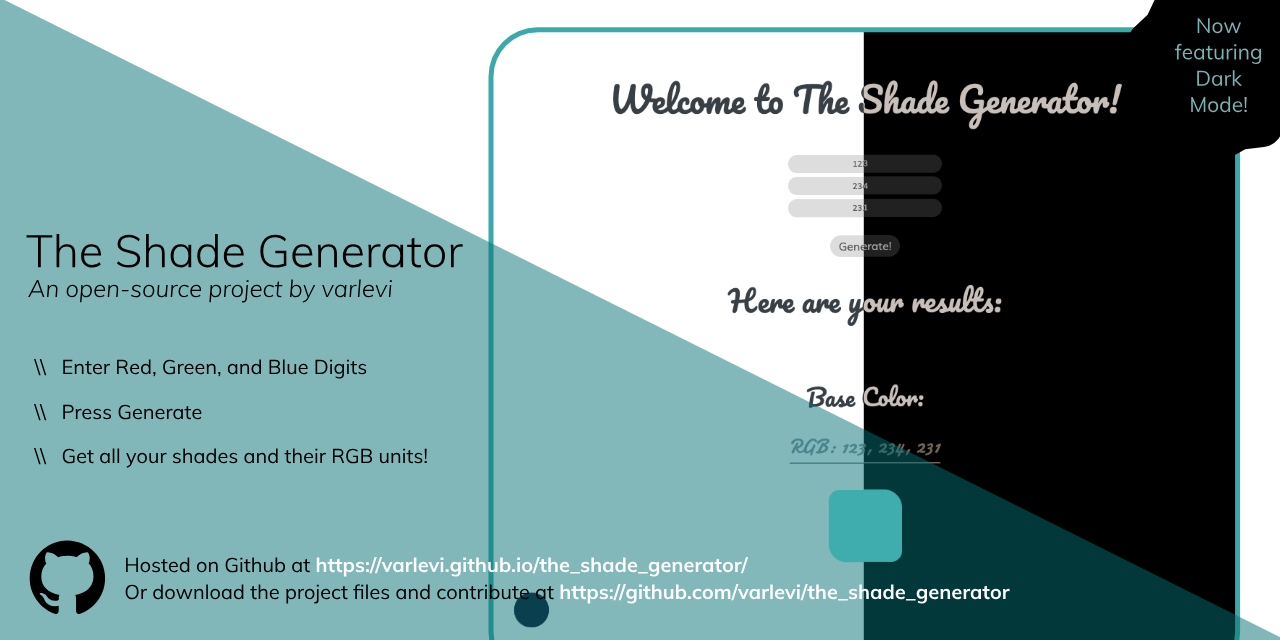 Now
featuring
Dark
Mode!
Welcome to The Shade Generator!
123
234
231
Generate!
Here are your results:
Base Color:
RGB: 123, 234, 231
The Shade Generator
An open-source project by varlevi
\\ Enter Red, Green, and Blue Digits
\\ Press Generate
\\ Get all your shades and their RGB units!
Hosted on Github at https://varlevi.github.io/the_shade_generator/
Or download the project files and contribute at https://github.com/varlevi/the_shade_generator